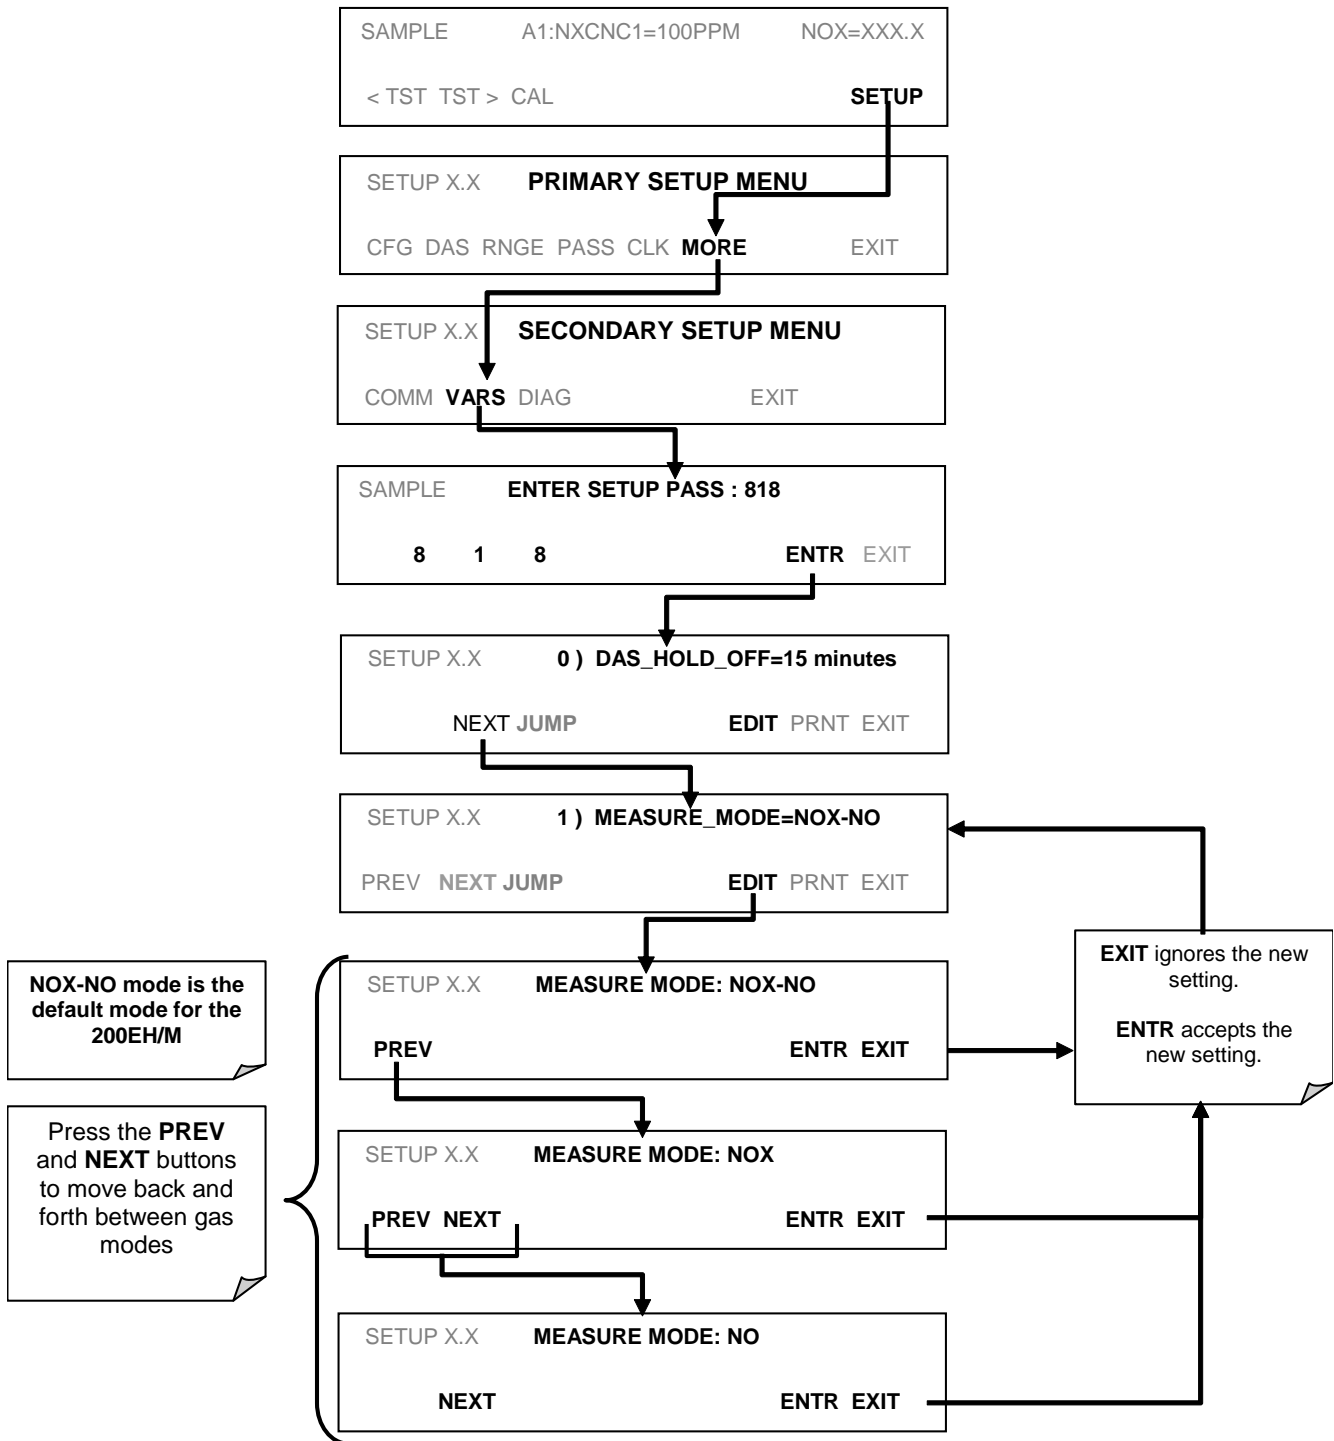 SAMPLE A1:NXCNC1=100PPM NOX=XXX.X
< TST TST > CAL SETUP
SETUP X.X PRIMARY SETUP MENU
CFG DAS RNGE PASS CLK MORE EXIT
SETUP X.X SECONDARY SETUP MENU
COMM VARS DIAG EXIT
SAMPLE ENTER SETUP PASS : 818
8 1 8 ENTR EXIT
SETUP X.X 0 ) DAS_HOLD_OFF=15 minutes
NEXT JUMP EDIT PRNT EXIT
SETUP X.X 1 ) MEASURE_MODE=NOX-NO
PREV NEXT JUMP EDIT PRNT EXIT
EXIT ignores the new
setting.
ENTR accepts the
new setting.
NOX-NO mode is the
default mode for the
200EH/M
SETUP X.X MEASURE MODE: NOX-NO
PREV ENTR EXIT
Press the PREV
and NEXT buttons
to move back and
forth between gas
modes
SETUP X.X MEASURE MODE: NOX
PREV NEXT ENTR EXIT
SETUP X.X MEASURE MODE: NO
NEXT ENTR EXIT